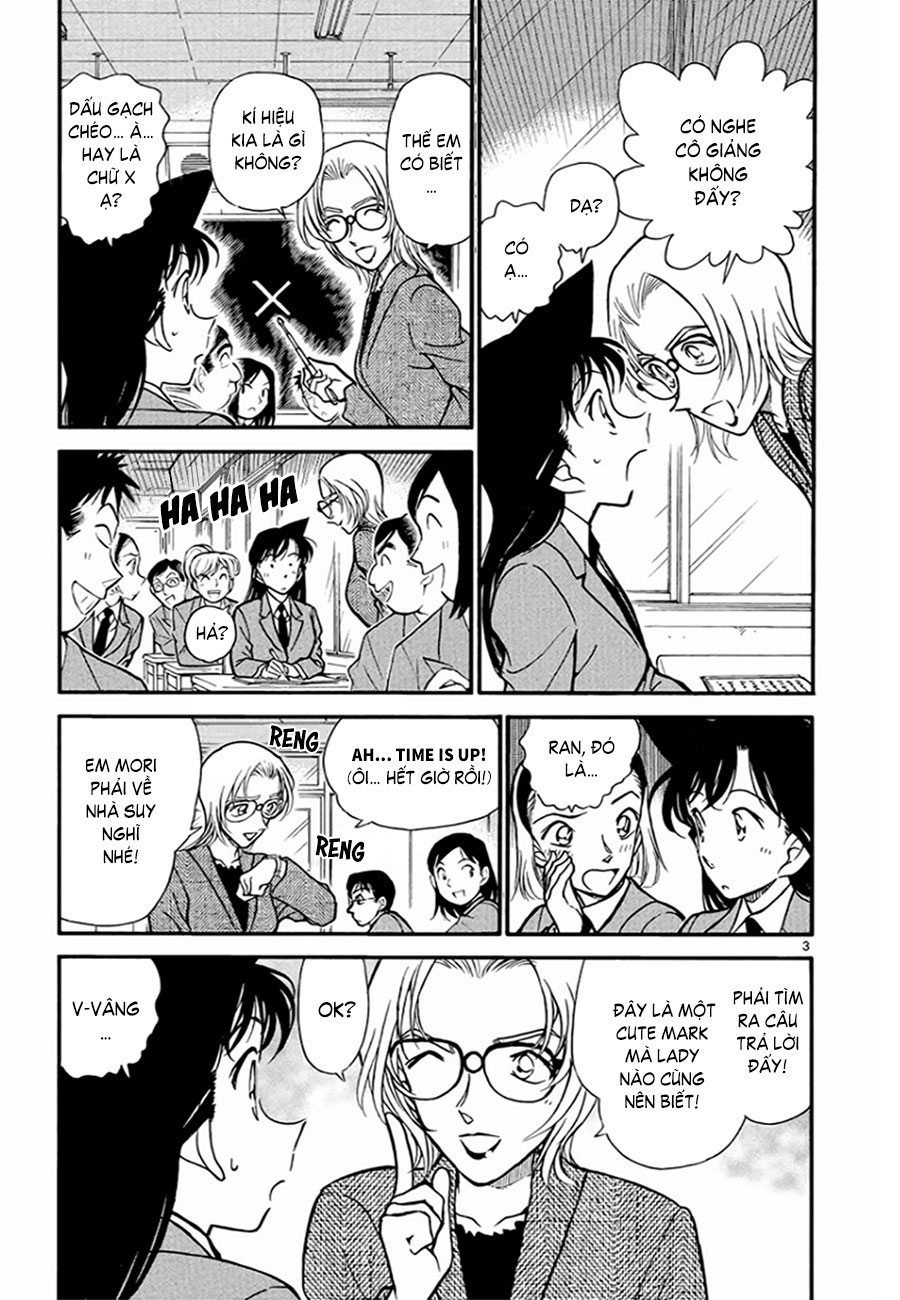 CÓ NGHE
CÔ GIẢNG
KHÔNG
ĐẤY?
DẠ?
CÓ
Ạ...
THẾ EM
CÓ BIẾT
...
KÍ HIỆU
KIA LÀ GÌ
KHÔNG?
DẤU GẠCH
CHÉO... À...
HAY LÀ
CHỮ X
Ạ?
HA HA HA
HẢ?
RAN, ĐÓ
LÀ...
AH... TIME IS UP!
(ÔI... HẾT GIỜ RỒI!)
RENG
RENG
EM MORI
PHẢI VỀ
NHÀ SUY
NGHĨ
NHÉ!
3
PHẢI TÌM
RA CÂU
TRẢ LỜI
ĐẤY!
ĐÂY LÀ MỘT
CUTE MARK
MÀ LADY
NÀO CŨNG
NÊN BIẾT!
OK?
V-VÂNG
...